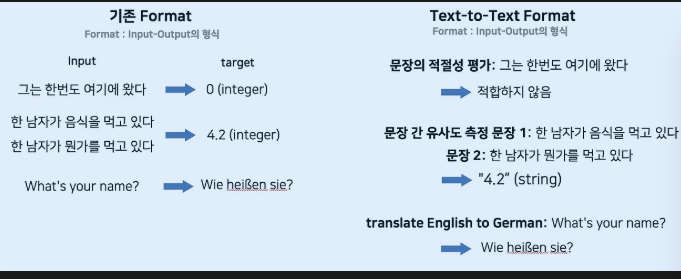 기존 Format
Format : Input-Output의 형식
Input
target
그는 한번도 여기에 왔다
0 (integer)
한 남자가 음식을 먹고 있다
한 남자가 뭔가를 먹고 있다
4.2 (integer)
What's your name?
Wie heißen sie?
Text-to-Text Format
Format : Input-Output의 형식
문장의 적절성 평가: 그는 한번도 여기에 왔다
적합하지 않음
문장 간 유사도 측정 문장 1: 한 남자가 음식을 먹고 있다
문장 2: 한 남자가 뭔가를 먹고 있다
"4.2" (string)
translate English to German: What's your name?
Wie heißen sie?